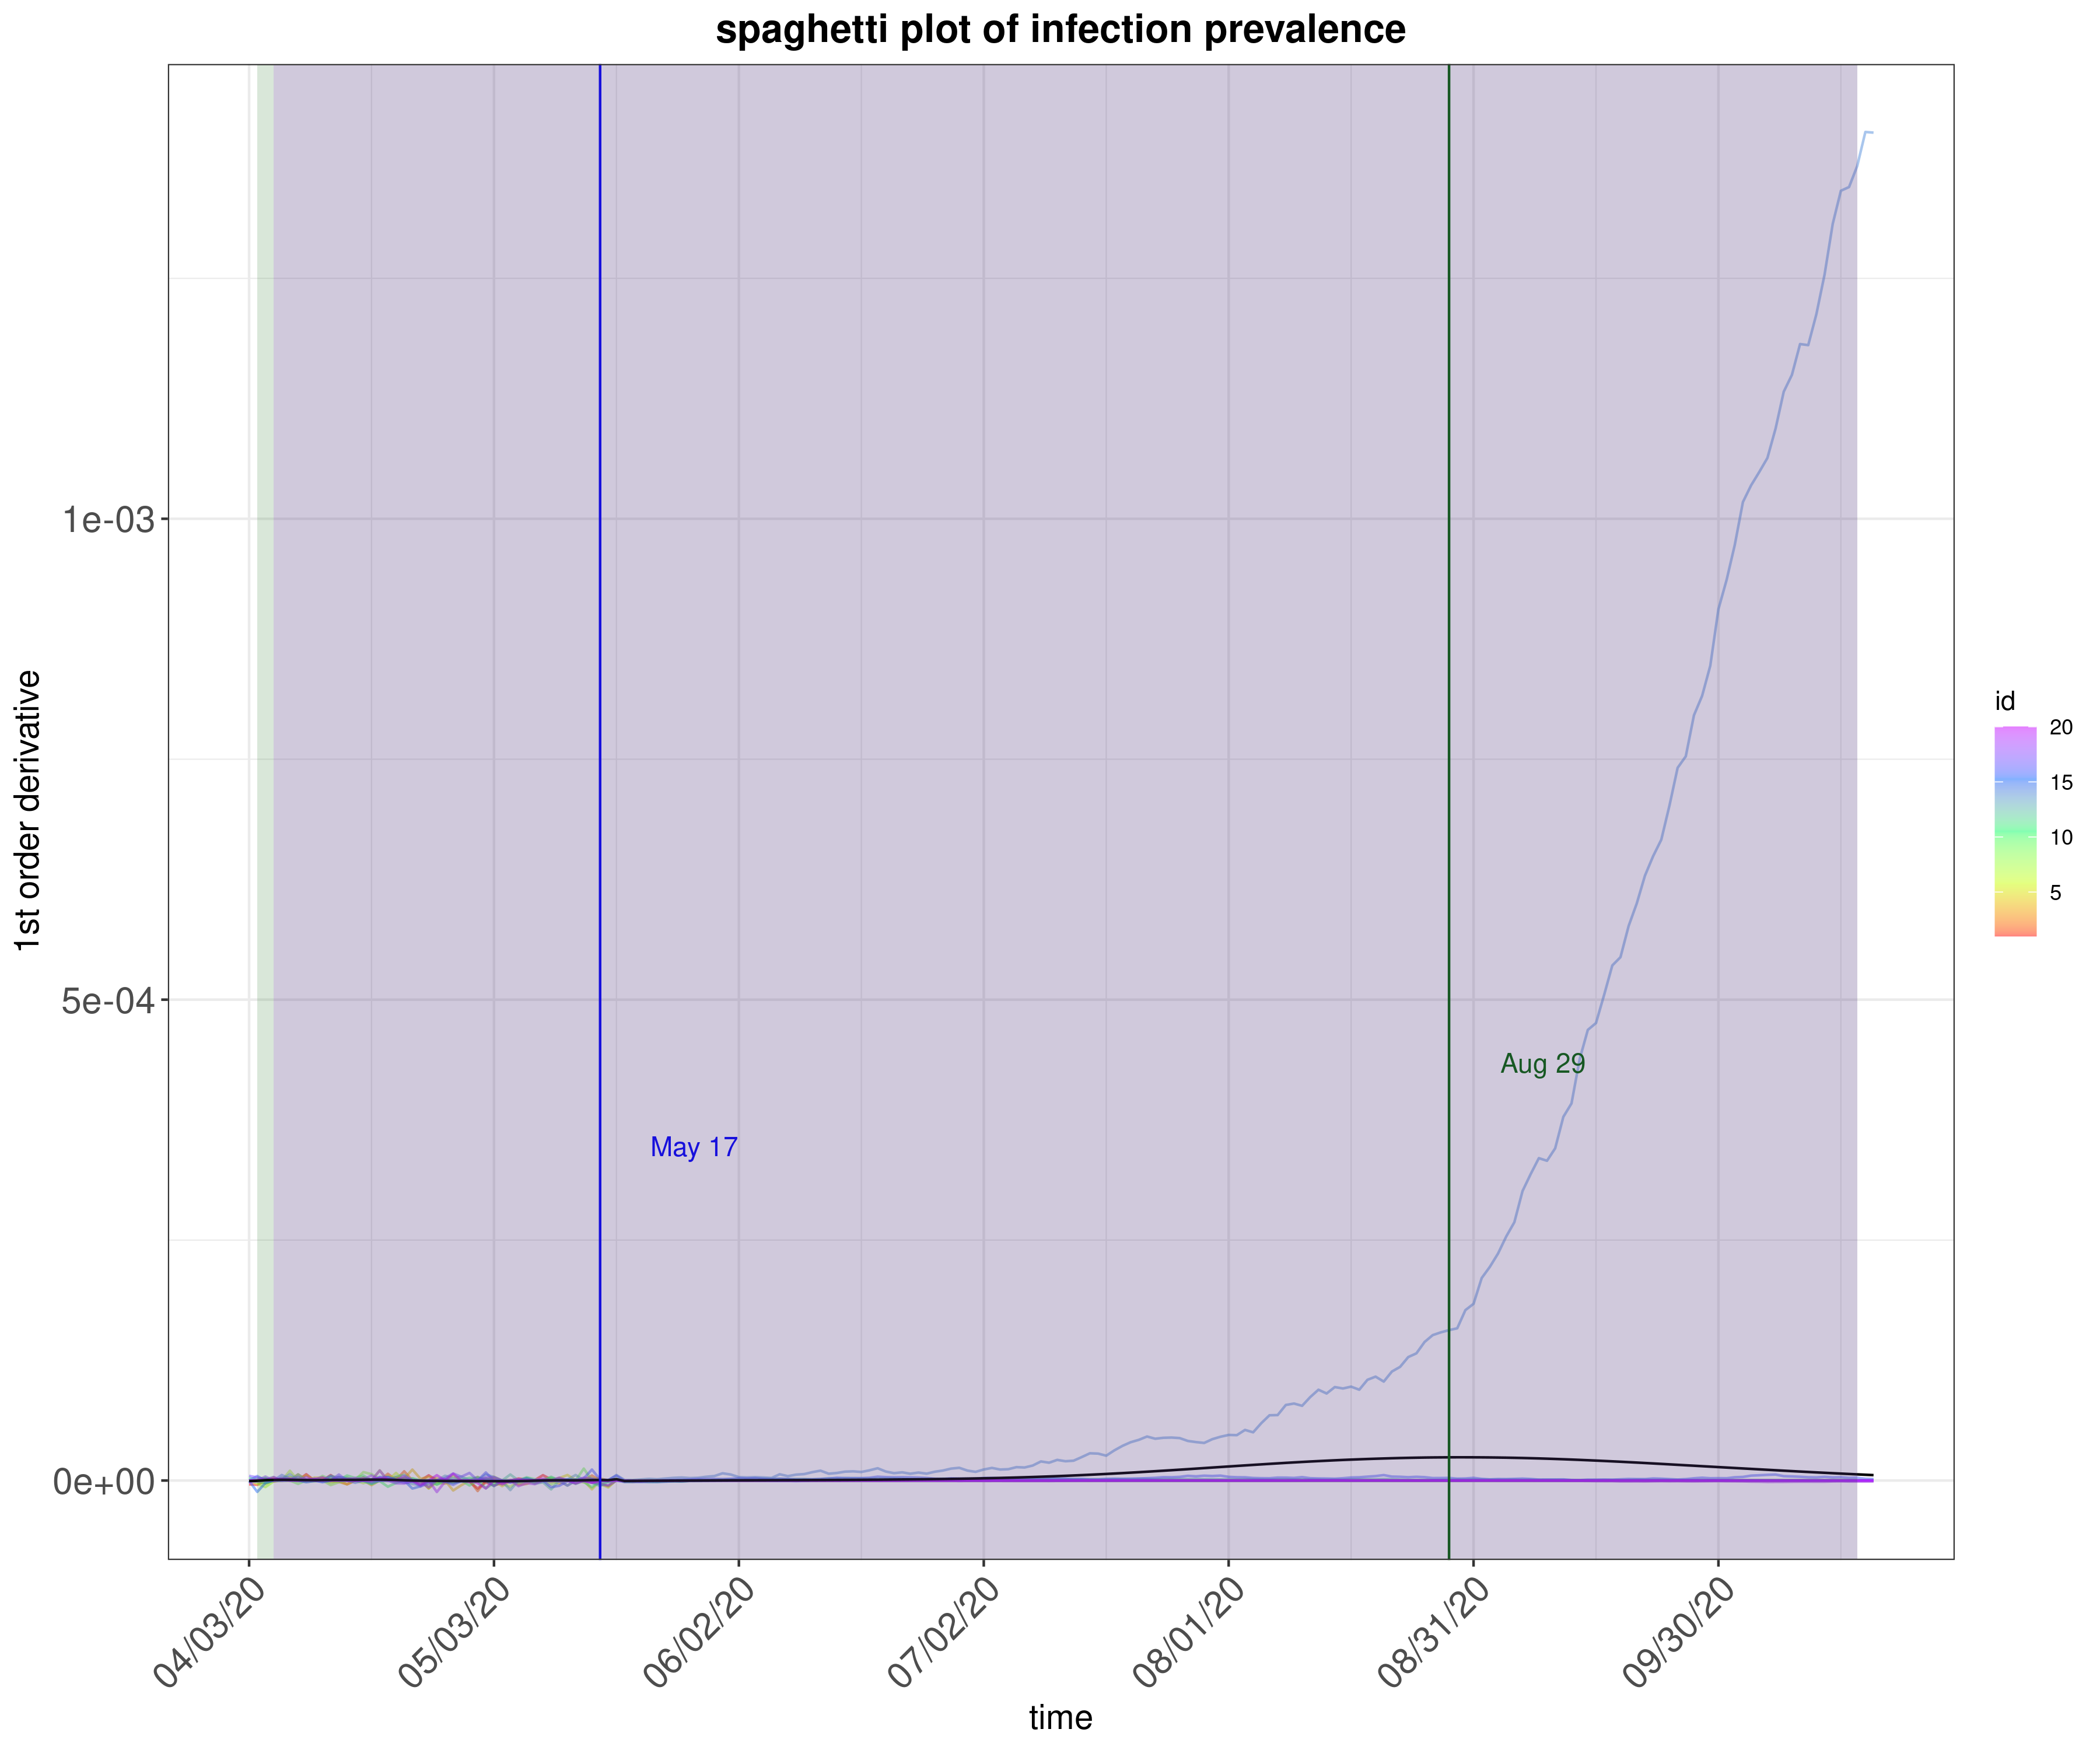 spaghetti plot of infection prevalence
1st order derivative
1e-03
5e-04
0e+00
May 17
Aug 29
id
20
15
10
5
04/03/20
05/03/20
06/02/20
07/02/20
08/01/20
08/31/20
09/30/20
time